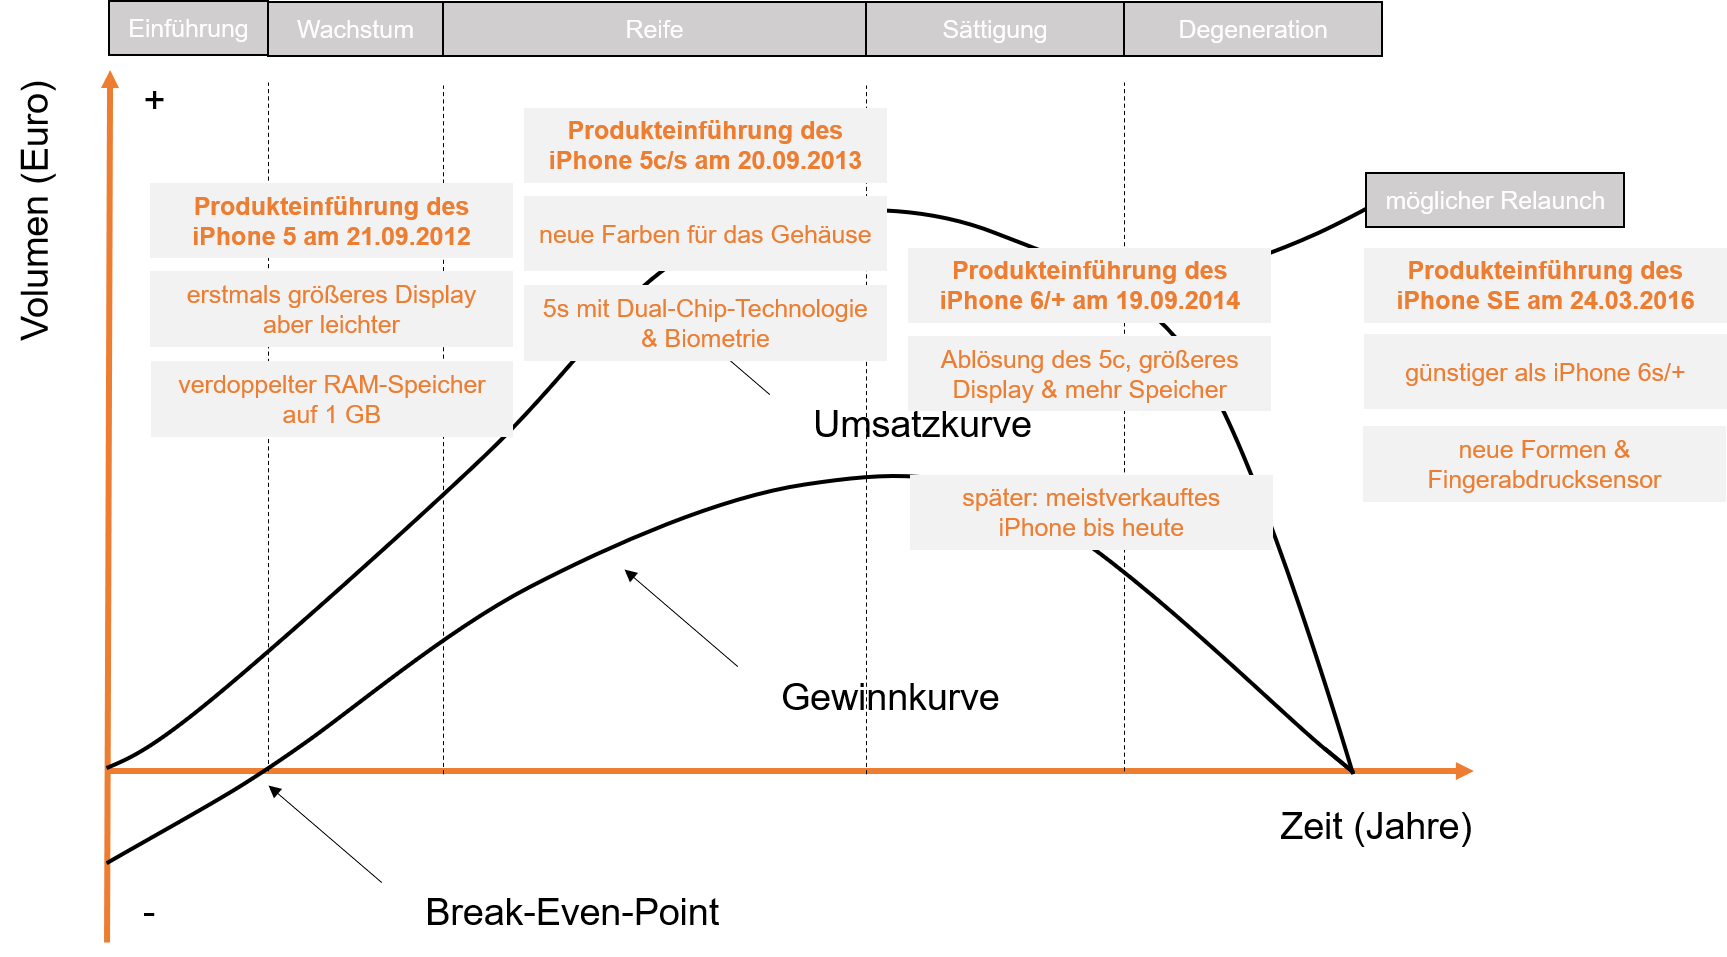 Einführung
Wachstum
Reife
Sättigung
Degeneration
Volumen (Euro)
+
Produkteinführung des
iPhone 5 am 21.09.2012
erstmals größeres Display
aber leichter
verdoppelter RAM-Speicher
auf 1 GB
Produkteinführung des
iPhone 5c/s am 20.09.2013
neue Farben für das Gehäuse
5s mit Dual-Chip-Technologie
& Biometrie
Umsatzkurve
Produkteinführung des
iPhone 6/+ am 19.09.2014
Ablösung des 5c, größeres
Display & mehr Speicher
später: meistverkauftes
iPhone bis heute
möglicher Relaunch
Produkteinführung des
iPhone SE am 24.03.2016
günstiger als iPhone 6s/+
neue Formen &
Fingerabdrucksensor
Gewinnkurve
Zeit (Jahre)
-
Break-Even-Point